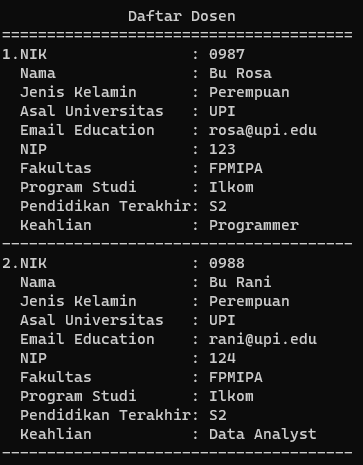 Daftar Dosen
=======================================
1.NIK                : 0987
  Nama               : Bu Rosa
  Jenis Kelamin      : Perempuan
  Asal Universitas   : UPI
  Email Education    : rosa@upi.edu
  NIP                : 123
  Fakultas           : FPMIPA
  Program Studi      : Ilkom
  Pendidikan Terakhir: S2
  Keahlian           : Programmer
---------------------------------------
2.NIK                : 0988
  Nama               : Bu Rani
  Jenis Kelamin      : Perempuan
  Asal Universitas   : UPI
  Email Education    : rani@upi.edu
  NIP                : 124
  Fakultas           : FPMIPA
  Program Studi      : Ilkom
  Pendidikan Terakhir: S2
  Keahlian           : Data Analyst
---------------------------------------